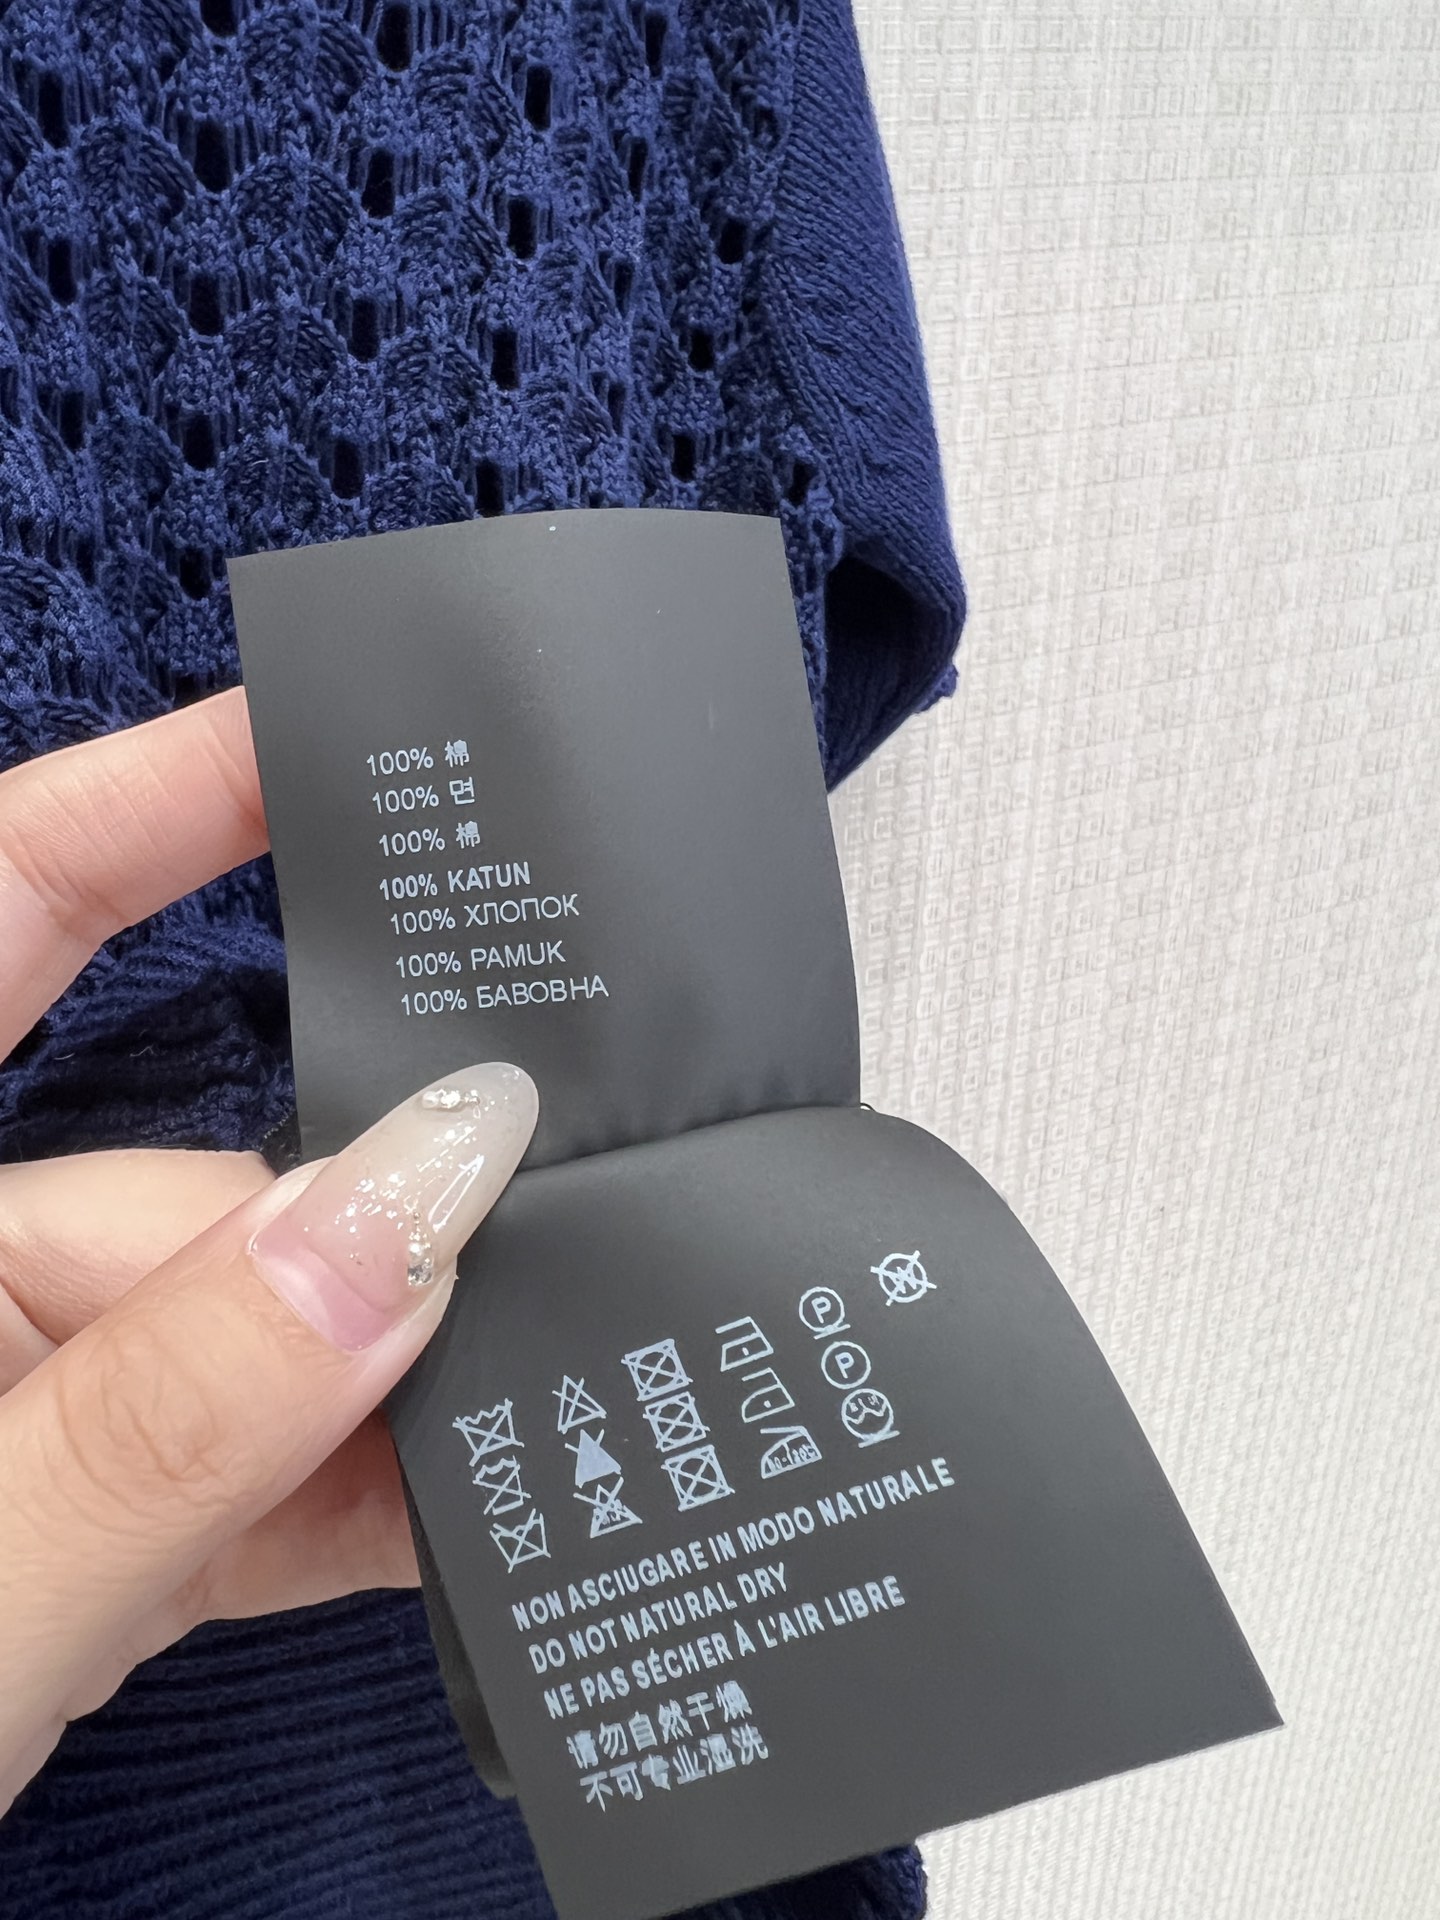 100% 棉
100% 면
100% 棉
100% KATUN
100% ХЛОПОК
100% PAMUK
100% БАВОВНА
P
W
P
NON ASCIUGARE IN MODO NATURALE
DO NOT NATURAL DRY
NE PAS SÉCHER À L'AIR LIBRE
请勿自然干燥
不可专业湿洗